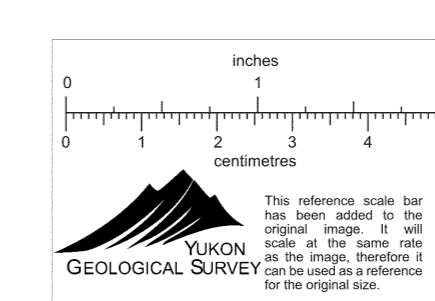 inches
0 1
0 1 2 3 4
centimetres
This reference scale bar
has been added to the
original image. It will
scale at the same rate
as the image, therefore it
can be used as a reference
for the original size.
YUKON
GEOLOGICAL SURVEY